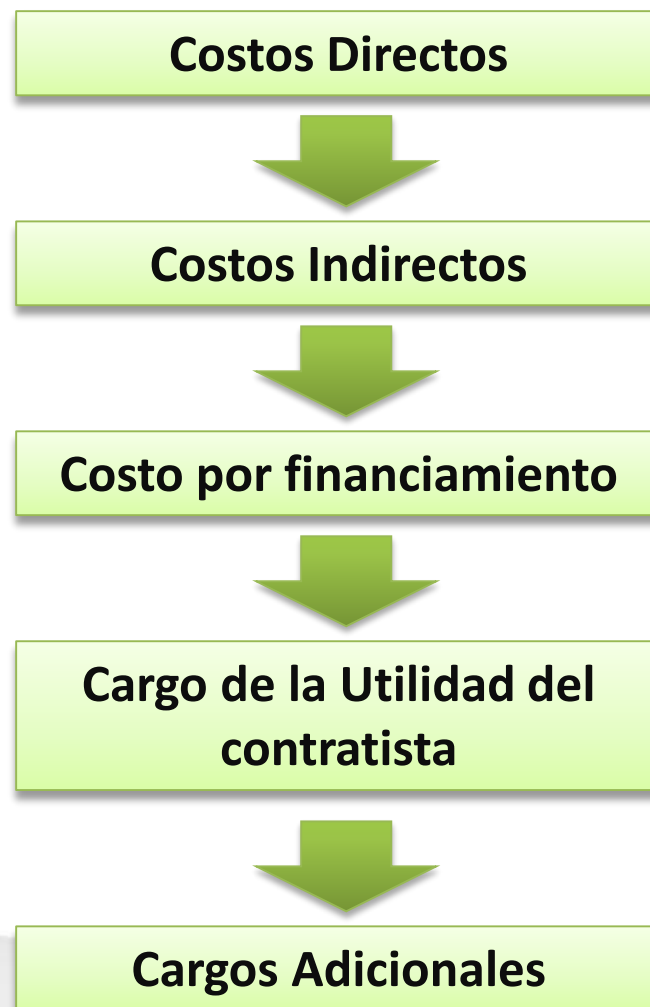 Costos Directos
Costos Indirectos
Costo por financiamiento
Cargo de la Utilidad del
contratista
Cargos Adicionales